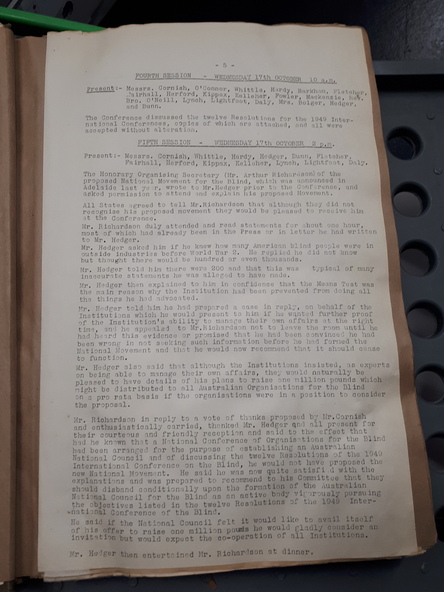 - 5 -
FOURTH SESSION - WEDNESDAY 17th OCTOBER 10 a.m.
Present:- Messrs. Cornish, O'Connor, Whittle, Hardy, Markham, Fletcher,
Fairhall, Horford, Kippax, Kelleher, Fowler, Mackenzie,
Bro. O'Neill, Lynch, Lightfoot, Daly, Mrs. Bolger, Hedger,
and Dunn.
The Conference discussed the twelve Resolutions for the 1949 Inter-
national Conferences, copies of which are attached, and all were
accepted without alteration.
FIFTH SESSION - WEDNESDAY 17th OCTOBER 2 p.m.
Present:- Messrs. Cornish, Whittle, Hardy, Hedger, Dunn, Fletcher,
Fairhall, Horford, Kippax, Kelleher, Lynch, Lightfoot, Daly.
The Honorary Organising Secretary (Mr. Arthur Richardson) of the
proposed National Movement for the Blind, which was announced in
Adelaide last year, wrote to Mr. Hedger prior to the Conference, and
asked permission to attend and explain his proposed Movement.
All States agreed to tell Mr. Richardson that although they did not
recognise his proposed movement they would be pleased to receive him
at the Conference.
Mr. Richardson duly attended and read statements for about one hour,
most of which had already been in the Press or in letter he had written
to Mr. Hedger.
Mr. Hedger asked him if he knew how many American blind people were in
outside industries before World War 2. He replied he did not know
but thought there would be hundreds or even thousands.
Mr. Hedger told him there were 200 and that this was typical of many
inaccurate statements he was alleged to have made.
Mr. Hedger then explained to him in confidence that the Means Test was
the main reason why the Institution had been prevented from doing all
the things he had advocated.
Mr. Hedger told him he had prepared a case in reply, on behalf of the
Institutions which he would present to him if he wanted further proof
of the Institution's ability to manage their own affairs at the right
time, and he appealed to Mr. Richardson not to leave the room until he
had heard this evidence or promised that he had been convinced he had
been wrong in not seeking such information before he had formed the
National Movement and that he would now recommend that it should cease
to function.
Mr. Hedger also said that although the Institutions insisted, as experts
on being able to manage their own affairs, they would naturally be
pleased to have details of his plans to raise one million pounds which
might be distributed to all Australian Organisations for the Blind
on a pro rata basis if the organisations were in a position to consider
the proposal.
Mr. Richardson in reply to a vote of thanks proposed by Mr. Cornish
and enthusiastically carried, thanked Mr. Hedger and all present for
their courteous and friendly reception and said to the effect that
had he known that a National Conference of Organisations for the Blind
had been arranged for the purpose of establishing an Australian
National Council and of discussing the twelve Resolutions of the 1949
International Conference on the Blind, he would not have proposed the
new National Movement. He said he was now quite satisfied with the
explanations and was prepared to recommend to his Committee that they
should disband conditionally upon the formation of the Australian
National Council for the Blind as an active body vigorously pursuing
the objectives listed in the twelve Resolutions of the 1949 Inter-
national Conference of the Blind.
He said if the National Council felt it would like to avail itself
of his offer to raise one million pounds he would gladly consider an
invitation but would expect the co-operation of all Institutions.
Mr. Hedger then entertained Mr. Richardson at dinner.